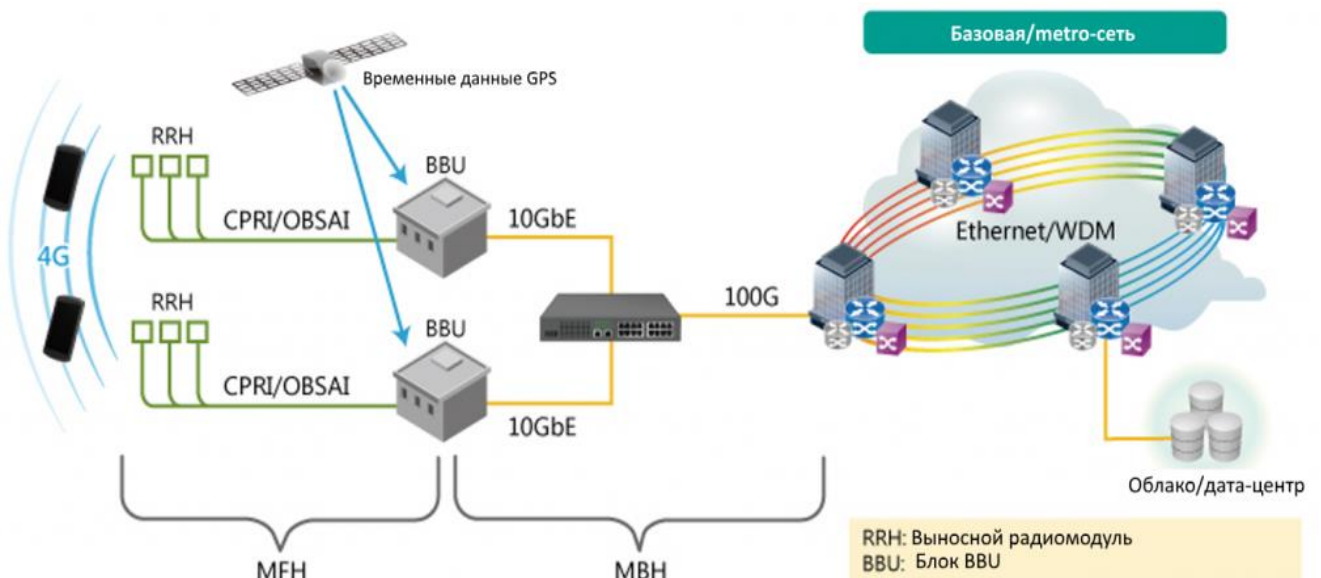 Базовая/metro-сеть
Временные данные GPS
RRH
BBU
CPRI/OBSAI
10GbE
Ethernet/WDM
4G
100G
RRH
BBU
CPRI/OBSAI
10GbE
Облако/дата-центр
RRH: Выносной радиомодуль
BBU: Блок BBU
MFH
MBH